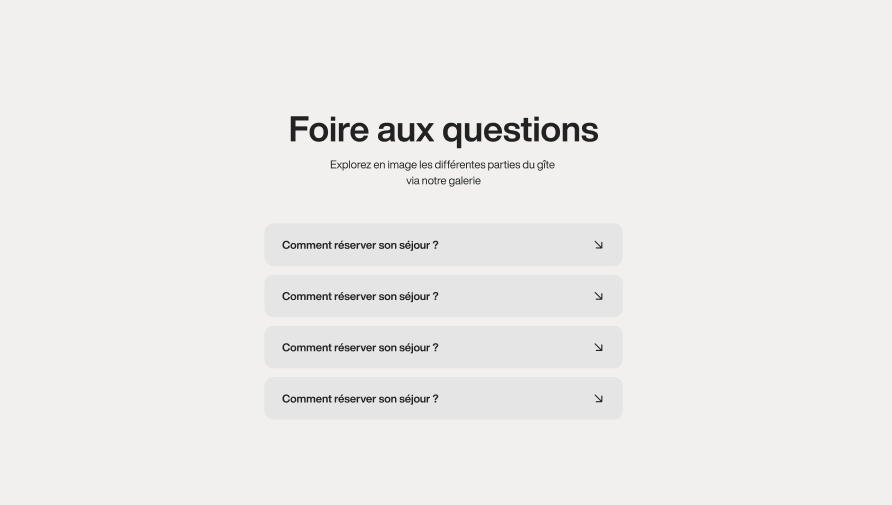 Foire aux questions
Explorez en image les différentes parties du gîte
via notre galerie
Comment réserver son séjour ?
Comment réserver son séjour ?
Comment réserver son séjour ?
Comment réserver son séjour ?